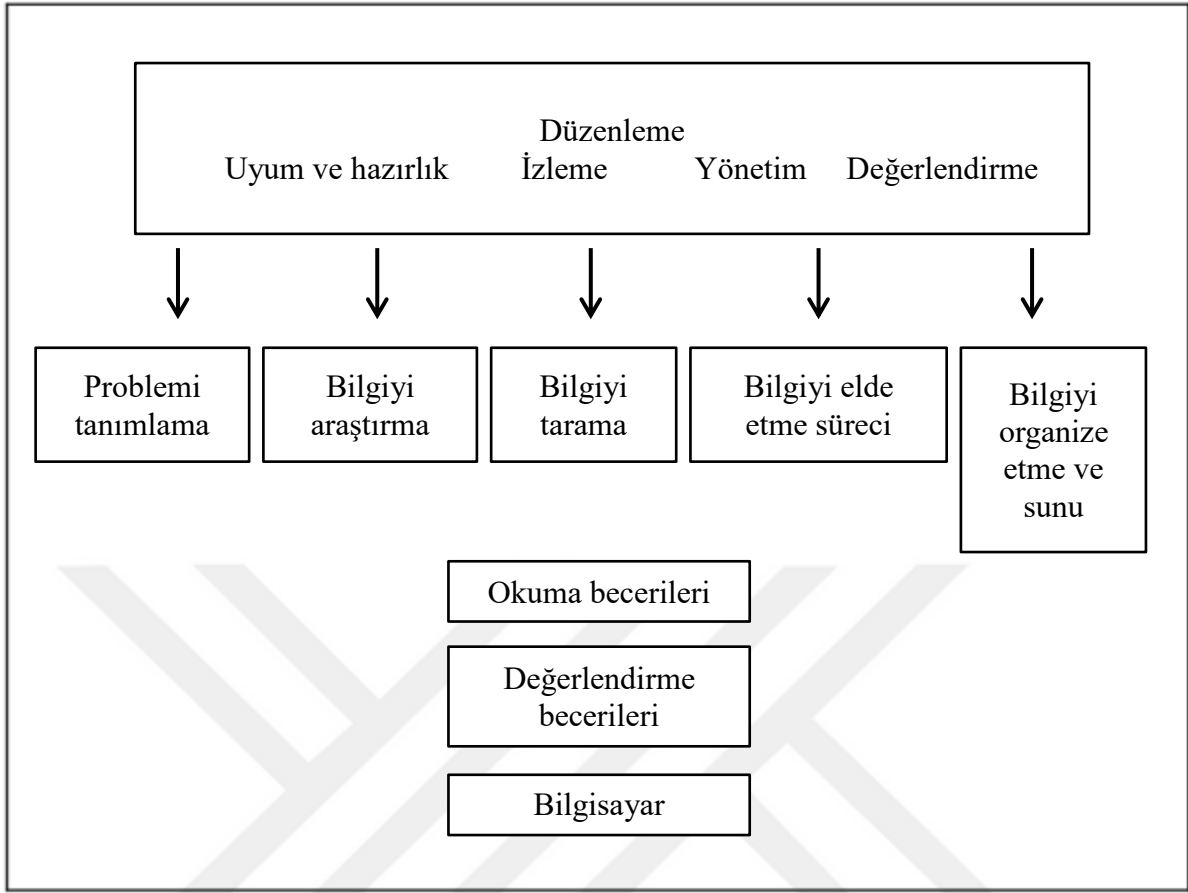 Düzenleme
Uyum ve hazırlık İzleme Yönetim Değerlendirme
Problemi
tanımlama
Bilgiyi
araştırma
Bilgiyi
tarama
Bilgiyi elde
etme süreci
Bilgiyi
organize
etme ve
sunu
Okuma becerileri
Değerlendirme
becerileri
Bilgisayar